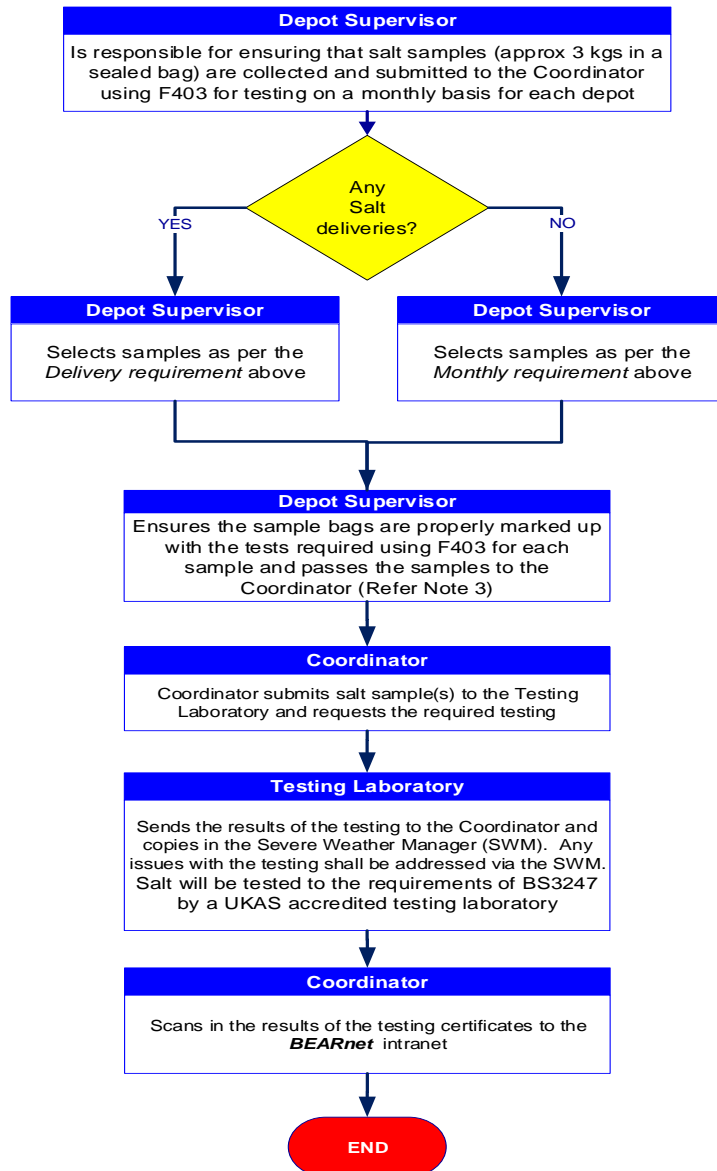 Depot Supervisor
Is responsible for ensuring that salt samples (approx 3 kgs in a
sealed bag) are collected and submitted to the Coordinator
using F403 for testing on a monthly basis for each depot
Any
Salt
deliveries?
YES
NO
Depot Supervisor
Selects samples as per the
Delivery requirement above
Depot Supervisor
Selects samples as per the
Monthly requirement above
Depot Supervisor
Ensures the sample bags are properly marked up
with the tests required using F403 for each
sample and passes the samples to the
Coordinator (Refer Note 3)
Coordinator
Coordinator submits salt sample(s) to the Testing
Laboratory and requests the required testing
Testing Laboratory
Sends the results of the testing to the Coordinator and
copies in the Severe Weather Manager (SWM). Any
issues with the testing shall be addressed via the SWM.
Salt will be tested to the requirements of BS3247
by a UKAS accredited testing laboratory
Coordinator
Scans in the results of the testing certificates to the
BEARnet intranet
END